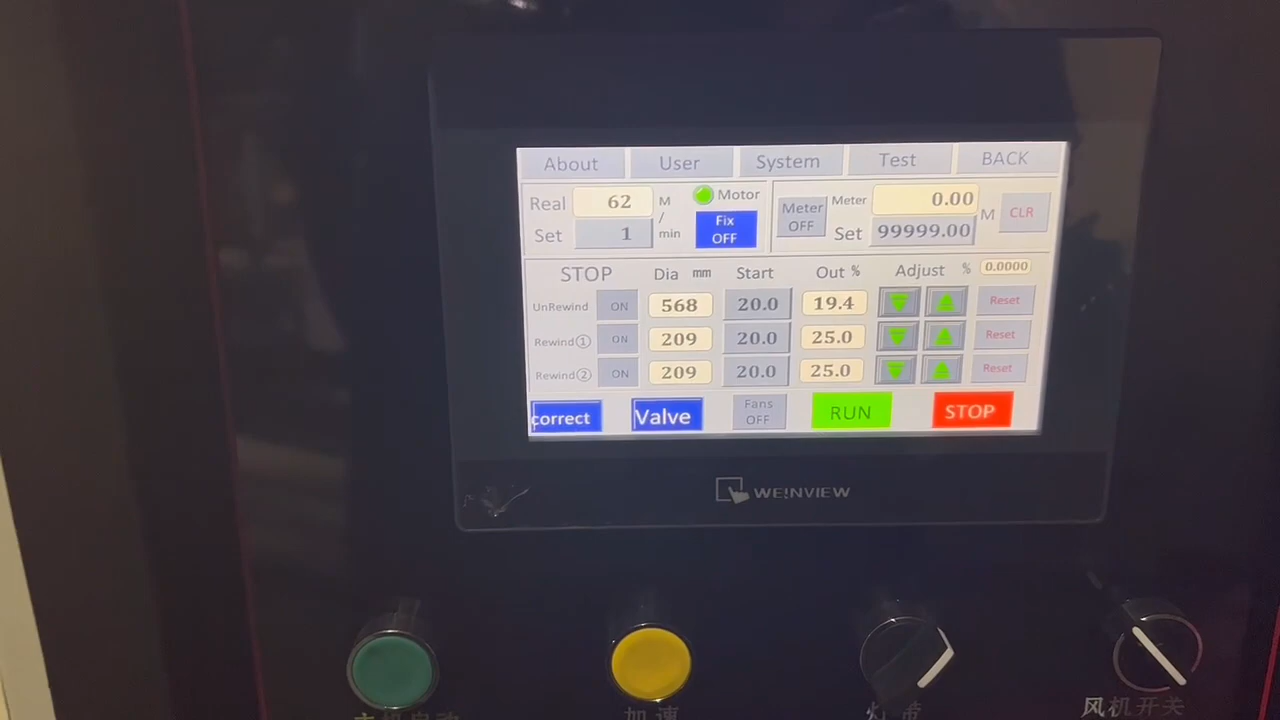 About User System Test BACK
Real 62 M / min Motor Meter OFF Meter 0.00 M CLR
Set 1 Fix OFF Set 99999.00
STOP Dia mm Start Out % Adjust % 0.0000
UnRewind ON 568 20.0 19.4 Reset
Rewind① ON 209 20.0 25.0 Reset
Rewind② ON 209 20.0 25.0 Reset
correct Valve Fans OFF RUN STOP
WEINVIEW
加速 灯带 风机开关